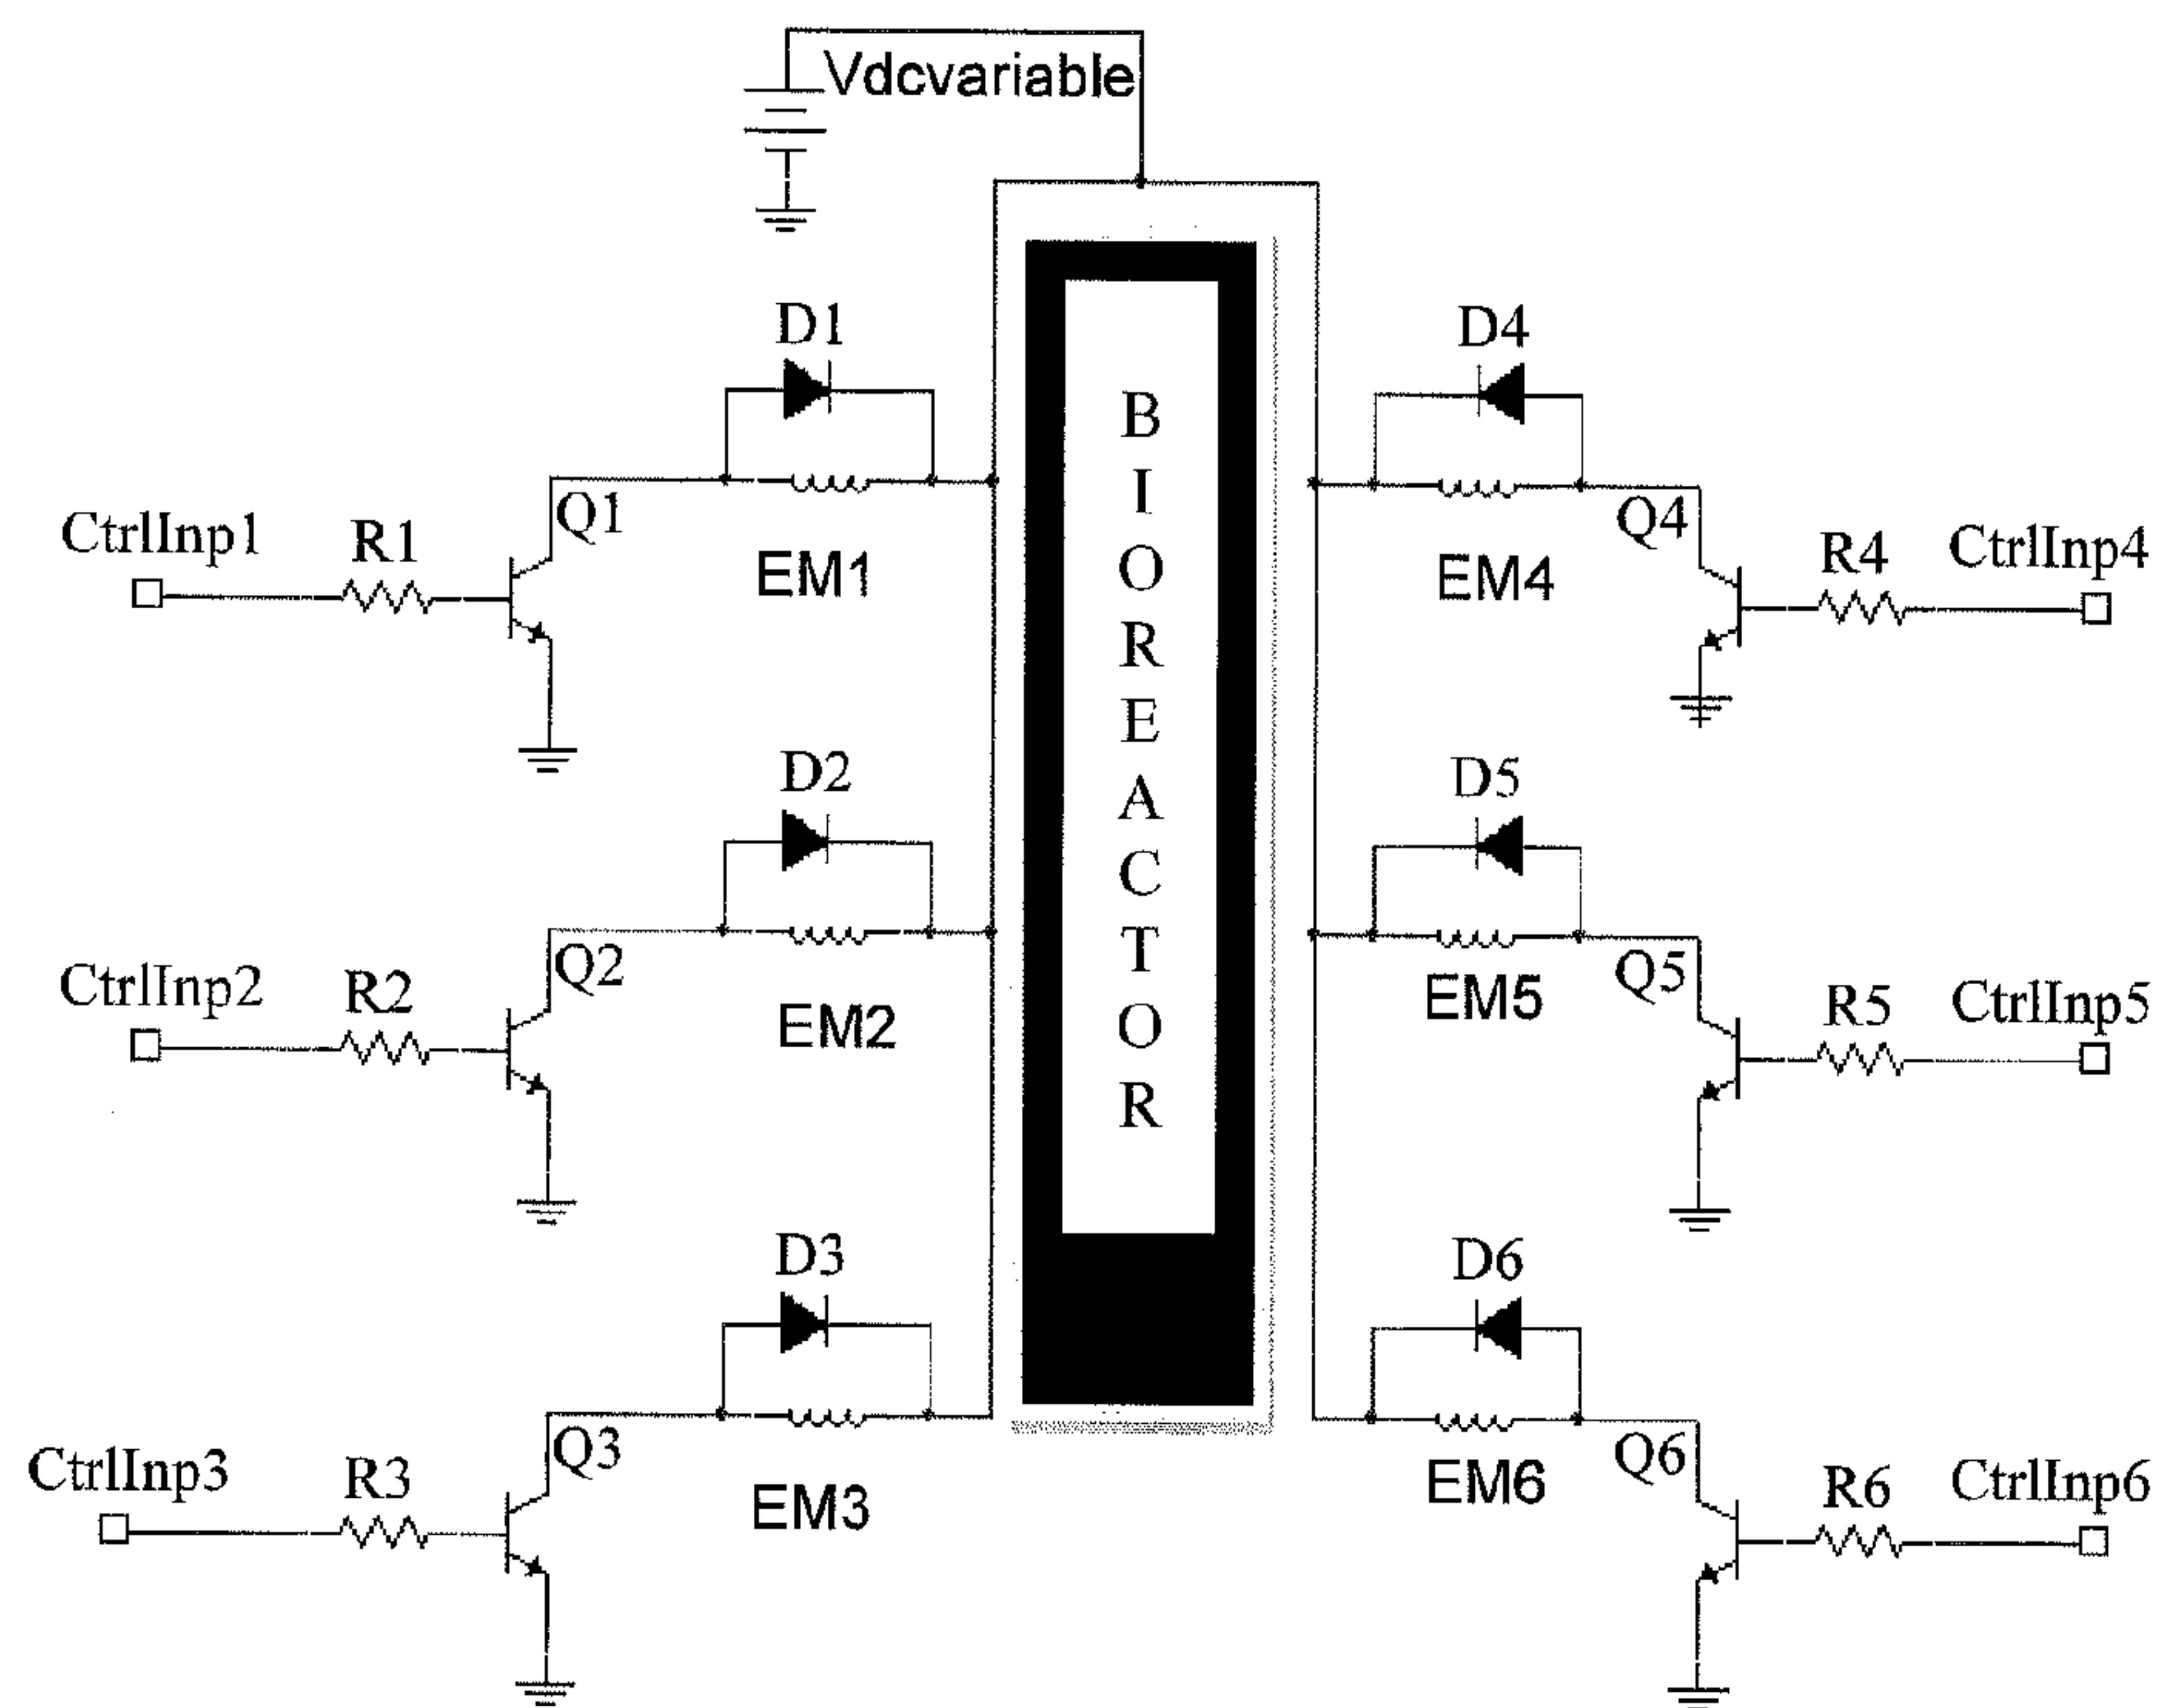 Vdcvariable
D1
Q1
CtrlInp1
R1
EM1
D2
Q2
CtrlInp2
R2
EM2
D3
Q3
CtrlInp3
R3
EM3
BIOREACTOR
D4
Q4
R4
CtrlInp4
EM4
D5
Q5
R5
CtrlInp5
EM5
D6
Q6
R6
CtrlInp6
EM6